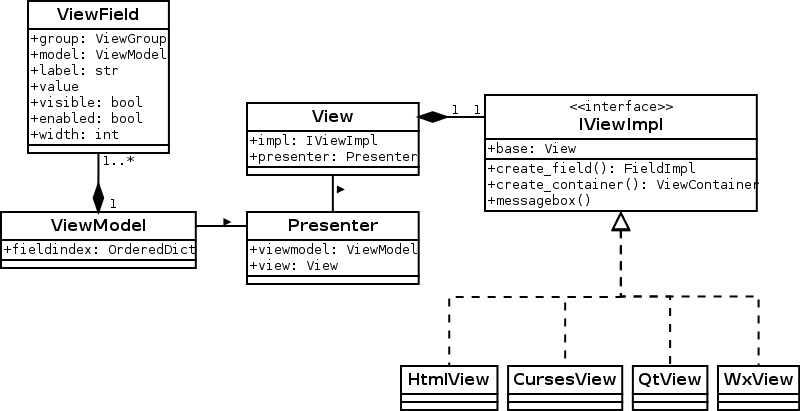 ViewField
+group: ViewGroup
+model: ViewModel
+label: str
+value
+visible: bool
+enabled: bool
+width: int
1..*
1
ViewModel
+fieldindex: OrderedDict
View
+impl: IViewImpl
+presenter: Presenter
1 1
Presenter
+viewmodel: ViewModel
+view: View
<<interface>>
IViewImpl
+base: View
+create_field(): FieldImpl
+create_container(): ViewContainer
+messagebox()
HtmlView
CursesView
QtView
WxView